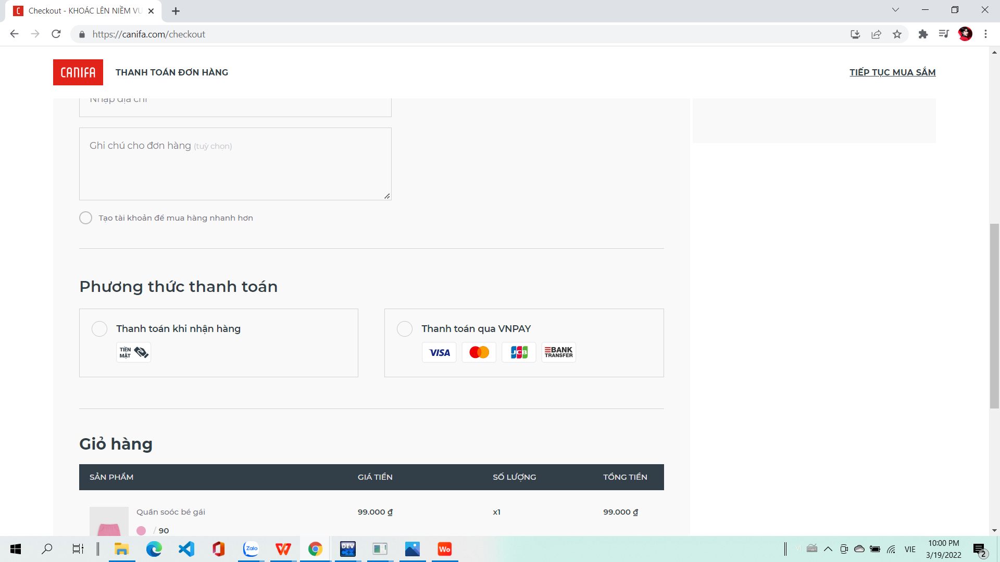 Checkout - KHOÁC LÊN NIỀM VU
https://canifa.com/checkout
CANIFA
THANH TOÁN ĐƠN HÀNG
TIẾP TỤC MUA SẮM
Nhập địa chỉ
Ghi chú cho đơn hàng (tuỳ chọn)
Tạo tài khoản để mua hàng nhanh hơn
Phương thức thanh toán
Thanh toán khi nhận hàng
TIỀN MẶT
Thanh toán qua VNPAY
VISA
JCB
BANK TRANSFER
Giỏ hàng
SẢN PHẨM GIÁ TIỀN SỐ LƯỢNG TỔNG TIỀN
Quần soóc bé gái 99.000 ₫ x1 99.000 ₫
/ 90
Zalo
DEV C++
Wo
VIE
10:00 PM
3/19/2022
2